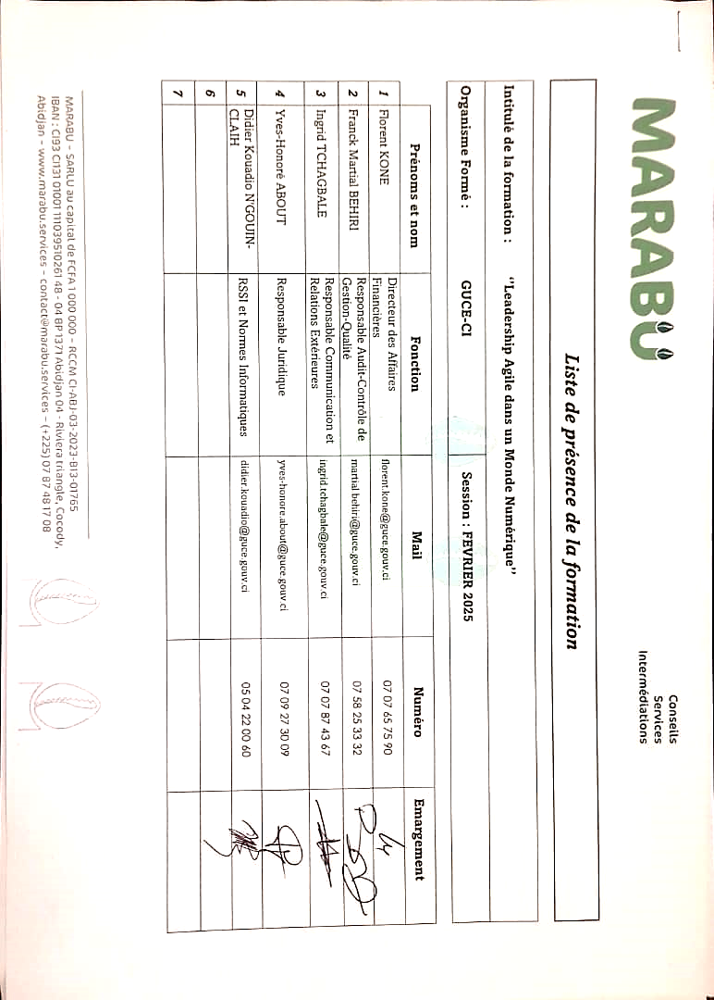 MARABU
Conseils
Services
Intermédiations
Liste de présence de la formation
Intitulé de la formation : "Leadership Agile dans un Monde Numérique"
Organisme Formé : GUCE-CI Session : FEVRIER 2025
Prénoms et nom Fonction Mail Numéro Emargement
1 Florent KONE Directeur des Affaires Financières florent.kone@guce.gouv.ci 07 07 65 75 90
2 Franck Martial BEHIRI Responsable Audit-Contrôle de Gestion-Qualité martial.behiri@guce.gouv.ci 07 58 25 33 32
3 Ingrid TCHAGBALE Responsable Communication et Relations Extérieures ingrid.tchagbale@guce.gouv.ci 07 07 87 43 67
4 Yves-Honoré ABOUT Responsable Juridique yves-honore.about@guce.gouv.ci 07 09 27 30 09
5 Didier Kouadio N'GOUIN-CLAIH RSSI et Normes Informatiques didier.kouadio@guce.gouv.ci 05 04 22 00 60
6
7
MARABU – SARLU au capital de FCFA 1 000 000 – RCCM CI-ABJ-03-2023-B13-01765
IBAN : CI93 CI131 01001 111039510261 48 - 04 BP 1371 Abidjan 04 - Riviera triangle, Cocody,
Abidjan – www.marabu.services – contact@marabu.services – (+225) 07 87 48 17 08